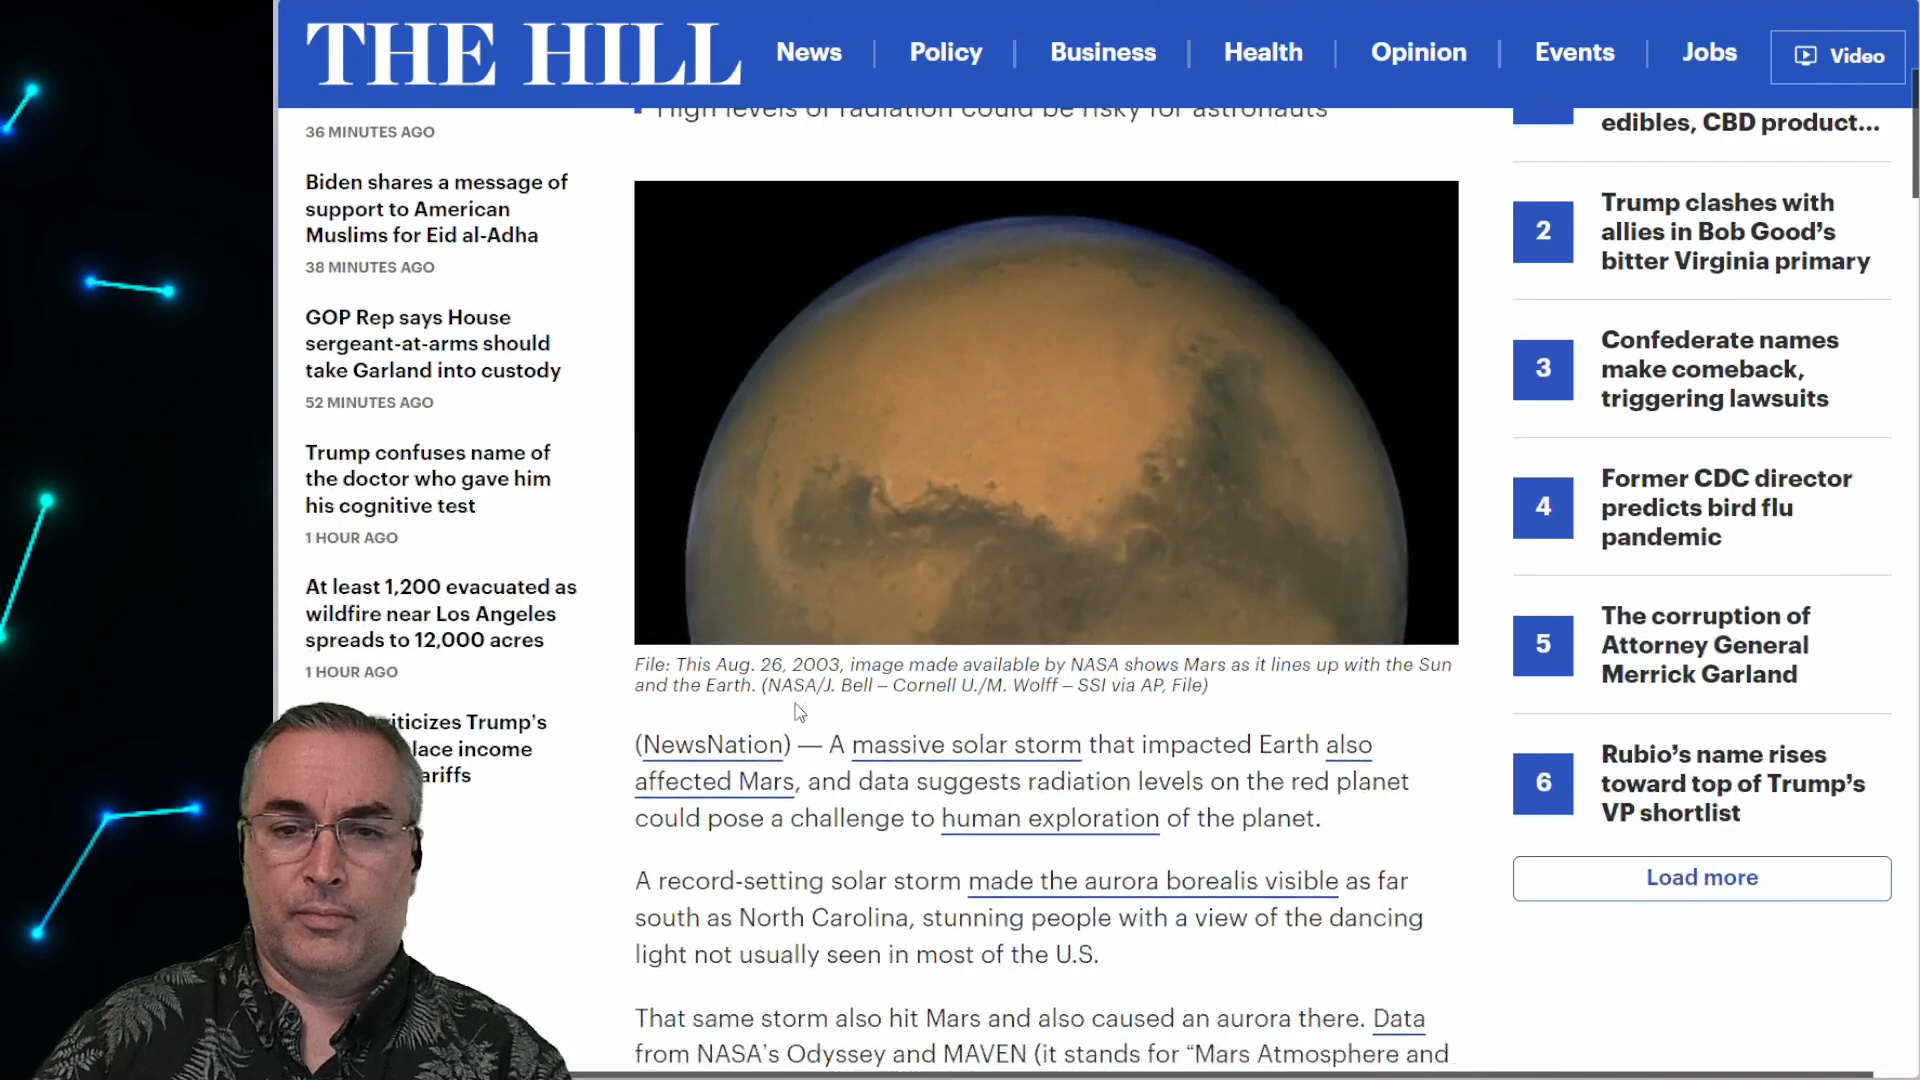 THE HILL
News
Policy
Business
Health
Opinion
Events
Jobs
Video
36 MINUTES AGO
Biden shares a message of
support to American
Muslims for Eid al-Adha
38 MINUTES AGO
GOP Rep says House
sergeant-at-arms should
take Garland into custody
52 MINUTES AGO
Trump confuses name of
the doctor who gave him
his cognitive test
1 HOUR AGO
At least 1,200 evacuated as
wildfire near Los Angeles
spreads to 12,000 acres
1 HOUR AGO
Trump's
income
High levels of radiation could be risky for astronauts
File: This Aug. 26, 2003, image made available by NASA shows Mars as it lines up with the Sun
and the Earth. (NASA/J. Bell – Cornell U./M. Wolff – SSI via AP, File)
(NewsNation) — A massive solar storm that impacted Earth also
affected Mars, and data suggests radiation levels on the red planet
could pose a challenge to human exploration of the planet.
A record-setting solar storm made the aurora borealis visible as far
south as North Carolina, stunning people with a view of the dancing
light not usually seen in most of the U.S.
That same storm also hit Mars and also caused an aurora there. Data
from NASA's Odyssey and MAVEN (it stands for “Mars Atmosphere and
edibles, CBD product...
2
Trump clashes with
allies in Bob Good's
bitter Virginia primary
3
Confederate names
make comeback,
triggering lawsuits
4
Former CDC director
predicts bird flu
pandemic
5
The corruption of
Attorney General
Merrick Garland
6
Rubio's name rises
toward top of Trump's
VP shortlist
Load more